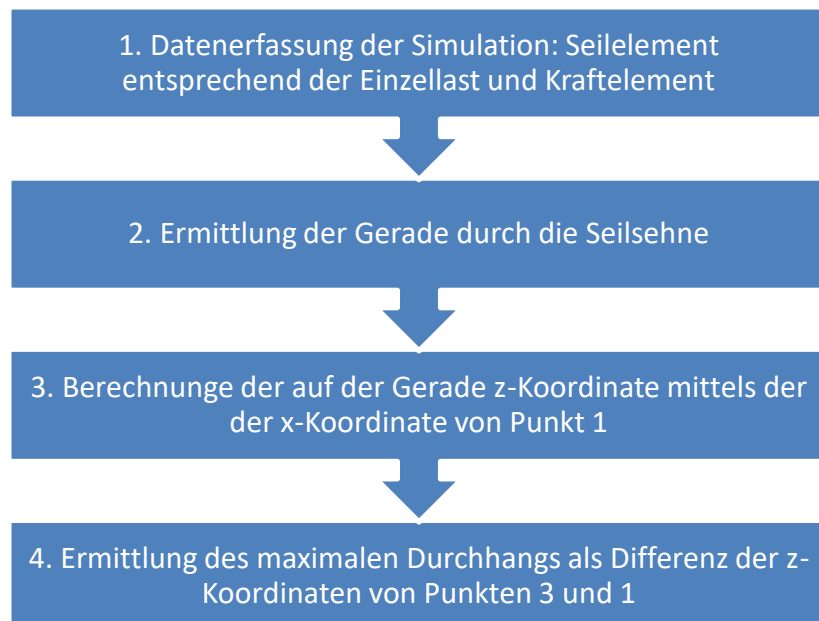 1. Datenerfassung der Simulation: Seilelement
entsprechend der Einzellast und Kraftelement
2. Ermittlung der Gerade durch die Seilsehne
3. Berechnunge der auf der Gerade z-Koordinate mittels der
der x-Koordinate von Punkt 1
4. Ermittlung des maximalen Durchhangs als Differenz der z-
Koordinaten von Punkten 3 und 1